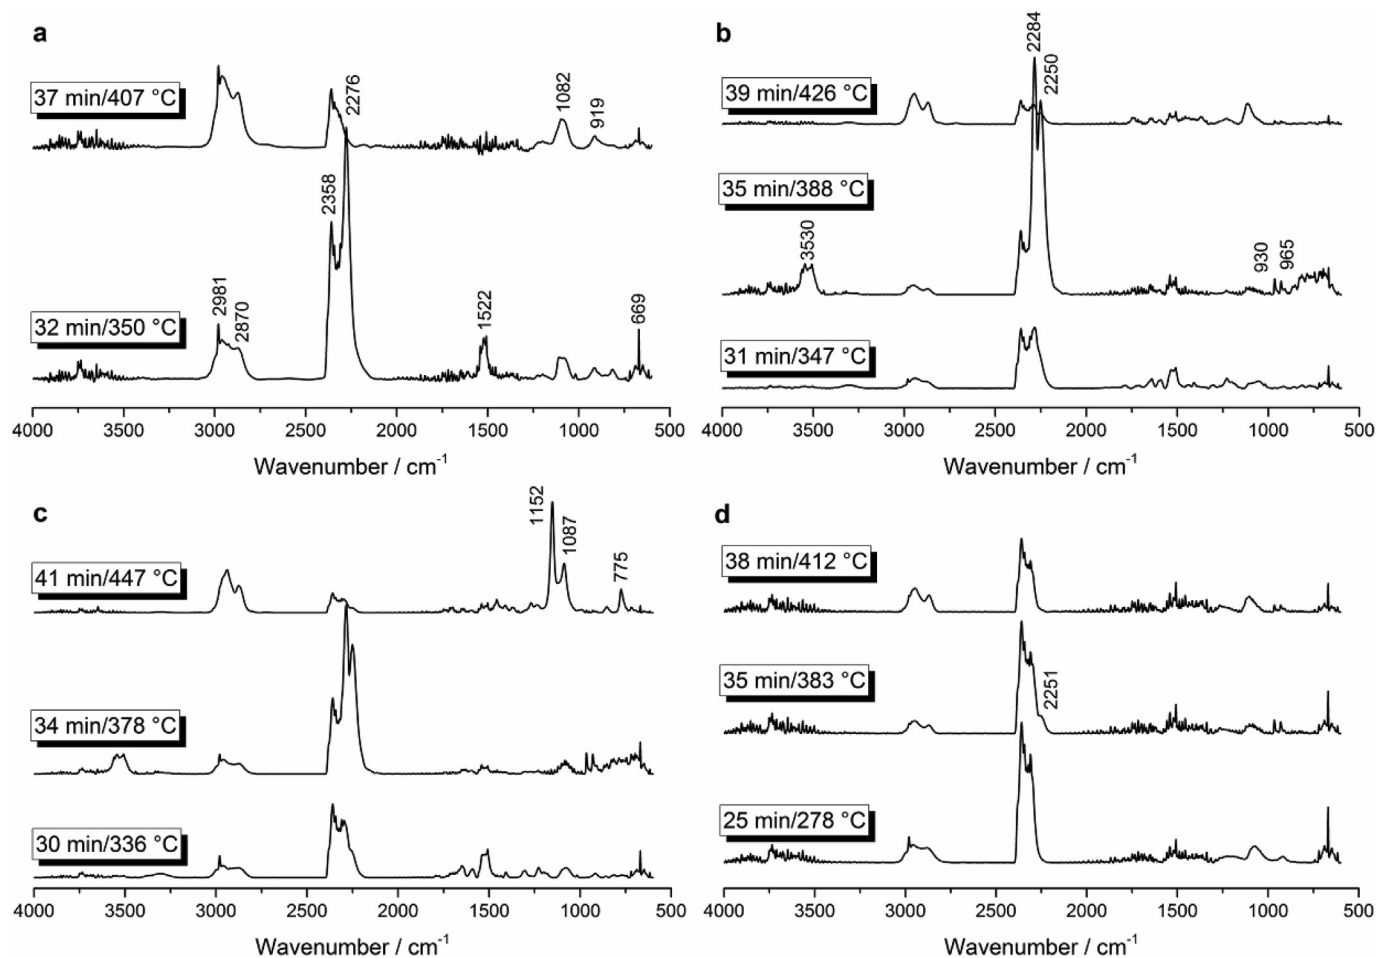 a
37 min/407 °C
2276
1082
919
2358
32 min/350 °C
2981
2870
1522
669
4000 3500 3000 2500 2000 1500 1000 500
Wavenumber / cm-1
b
2284
2250
39 min/426 °C
35 min/388 °C
3530
930
965
31 min/347 °C
4000 3500 3000 2500 2000 1500 1000 500
Wavenumber / cm-1
c
1152
1087
775
41 min/447 °C
34 min/378 °C
30 min/336 °C
4000 3500 3000 2500 2000 1500 1000 500
Wavenumber / cm-1
d
38 min/412 °C
35 min/383 °C
2251
25 min/278 °C
4000 3500 3000 2500 2000 1500 1000 500
Wavenumber / cm-1